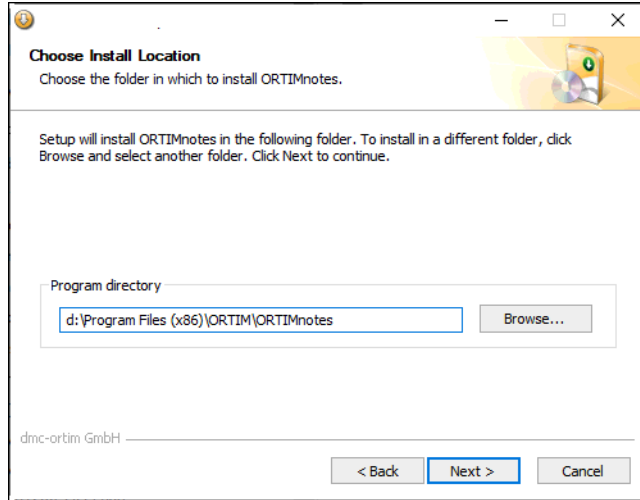 Choose Install Location
Choose the folder in which to install ORTIMnotes.
Setup will install ORTIMnotes in the following folder. To install in a different folder, click
Browse and select another folder. Click Next to continue.
Program directory
d:\Program Files (x86)\ORTIM\ORTIMnotes
Browse...
dmc-ortim GmbH
< Back
Next >
Cancel